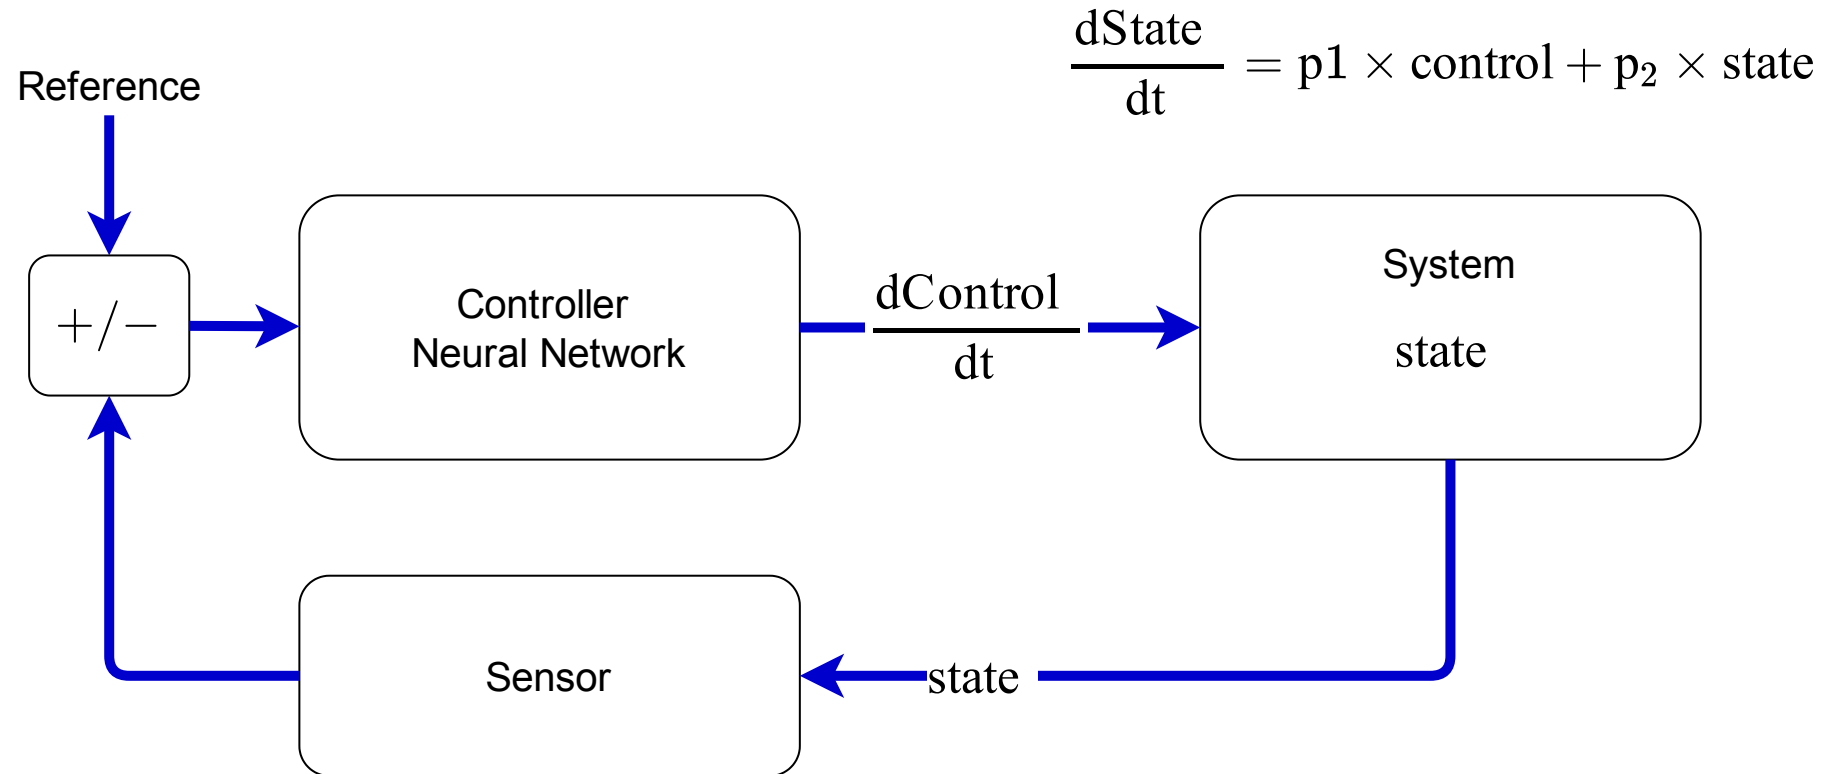 dState
dt
= p1 × control + p₂ × state
Reference
+/−
Controller
Neural Network
dControl
dt
System
state
Sensor
state